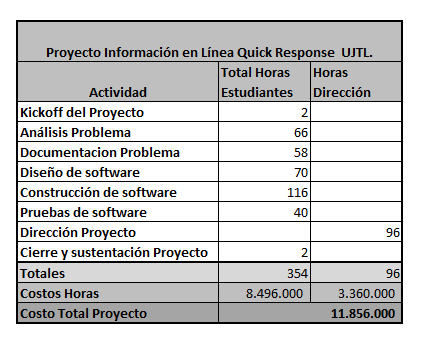 Proyecto Información en Línea Quick Response UJTL.
Actividad Total Horas Estudiantes Horas Dirección
Kickoff del Proyecto 2
Análisis Problema 66
Documentacion Problema 58
Diseño de software 70
Construcción de software 116
Pruebas de software 40
Dirección Proyecto 96
Cierre y sustentación Proyecto 2
Totales 354 96
Costos Horas 8.496.000 3.360.000
Costo Total Proyecto 11.856.000